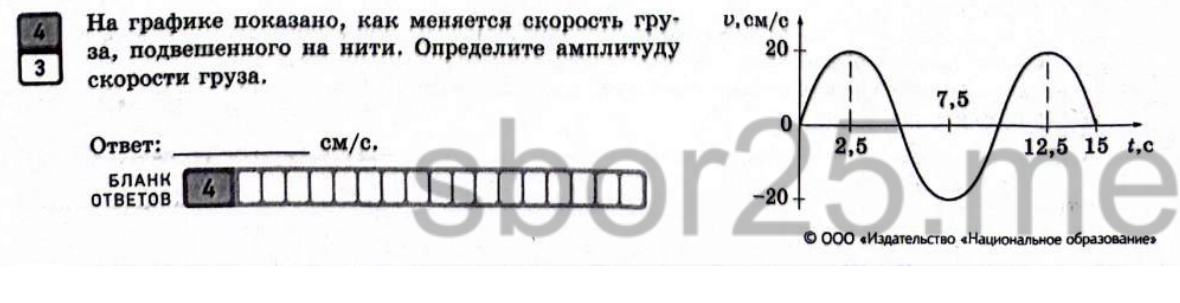 4
3
На графике показано, как меняется скорость гру-
за, подвешенного на нити. Определите амплитуду
скорости груза.
Ответ: __________ см/с.
БЛАНК
ОТВЕТОВ
4
υ, см/с
20
7,5
0
2,5
12,5 15 t, с
−20
© ООО «Издательство «Национальное образование»
sbor25.me